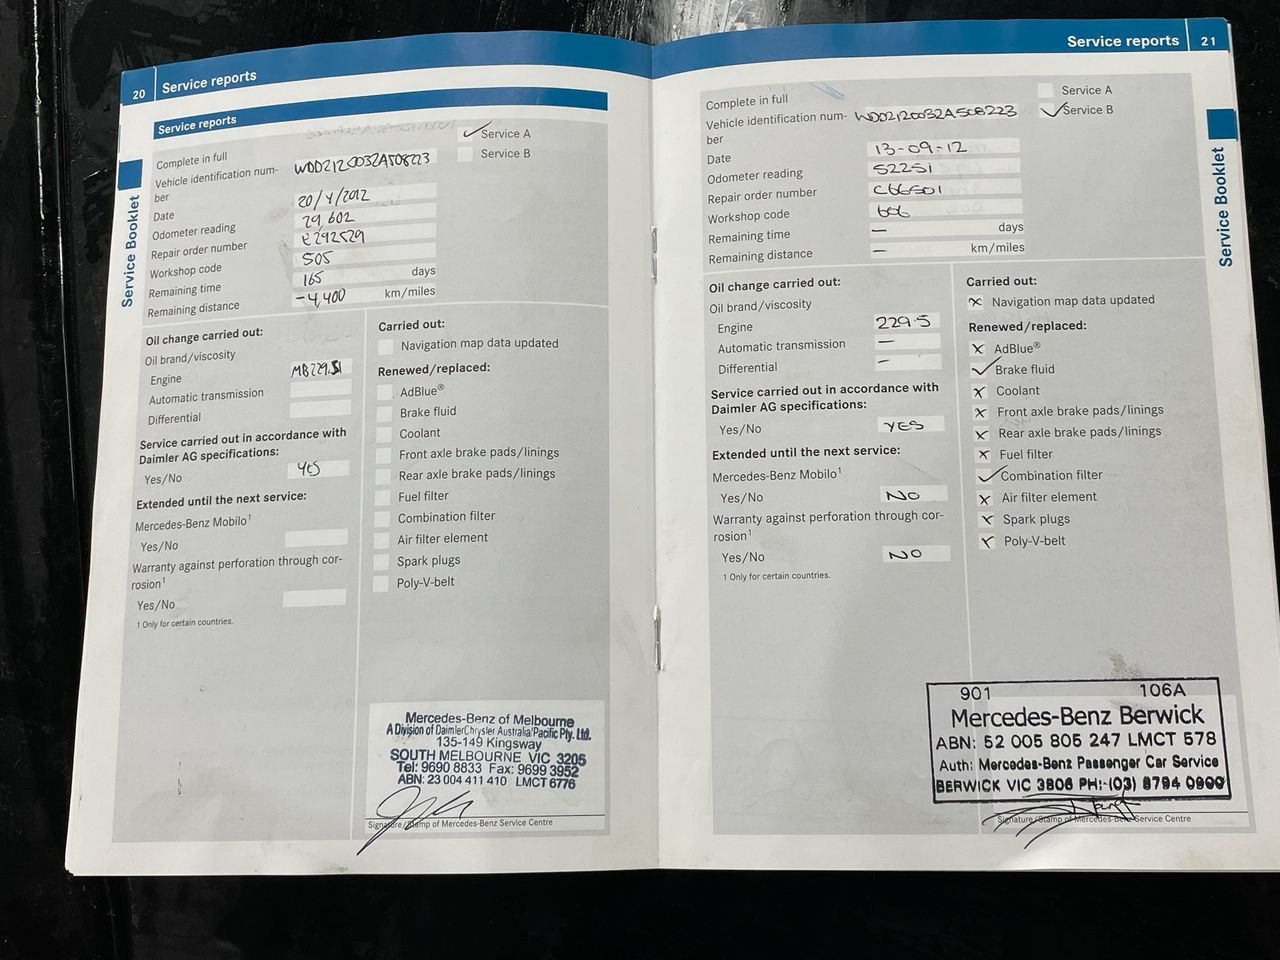 20 Service reports
Service reports
Complete in full
Service A
Service B
Vehicle identification num-
ber
WDD2120032A508223
Date 20/4/2012
Odometer reading 29,602
Repair order number E292529
Workshop code 505
Remaining time 165 days
Remaining distance -4,400 km/miles
Oil change carried out:
Oil brand/viscosity
Engine MB229.51
Automatic transmission
Differential
Service carried out in accordance with
Daimler AG specifications:
Yes/No YES
Extended until the next service:
Mercedes-Benz Mobilo¹
Yes/No
Warranty against perforation through cor-
rosion¹
Yes/No
¹ Only for certain countries.
Carried out:
Navigation map data updated
Renewed/replaced:
AdBlue®
Brake fluid
Coolant
Front axle brake pads/linings
Rear axle brake pads/linings
Fuel filter
Combination filter
Air filter element
Spark plugs
Poly-V-belt
Mercedes-Benz of Melbourne
A Division of DaimlerChrysler Australia/Pacific Pty. Ltd.
135-149 Kingsway
SOUTH MELBOURNE VIC 3205
Tel: 9690 8833 Fax: 9699 3952
ABN: 23 004 411 410 LMCT 6776
Signature/Stamp of Mercedes-Benz Service Centre
Service Booklet
Service reports 21
Complete in full
Service A
Service B
Vehicle identification num-
ber
WDD2120032A508223
Date 13-09-12
Odometer reading 52251
Repair order number C66501
Workshop code 606
Remaining time — days
Remaining distance — km/miles
Oil change carried out:
Oil brand/viscosity
Engine 229.5
Automatic transmission —
Differential —
Service carried out in accordance with
Daimler AG specifications:
Yes/No YES
Extended until the next service:
Mercedes-Benz Mobilo¹
Yes/No NO
Warranty against perforation through cor-
rosion¹
Yes/No NO
¹ Only for certain countries.
Carried out:
Navigation map data updated
Renewed/replaced:
AdBlue®
Brake fluid
Coolant
Front axle brake pads/linings
Rear axle brake pads/linings
Fuel filter
Combination filter
Air filter element
Spark plugs
Poly-V-belt
901 106A
Mercedes-Benz Berwick
ABN: 52 005 805 247 LMCT 578
Auth: Mercedes-Benz Passenger Car Service
BERWICK VIC 3806 PH:-(03) 8794 0900
Signature/Stamp of Mercedes-Benz Service Centre
Service Booklet